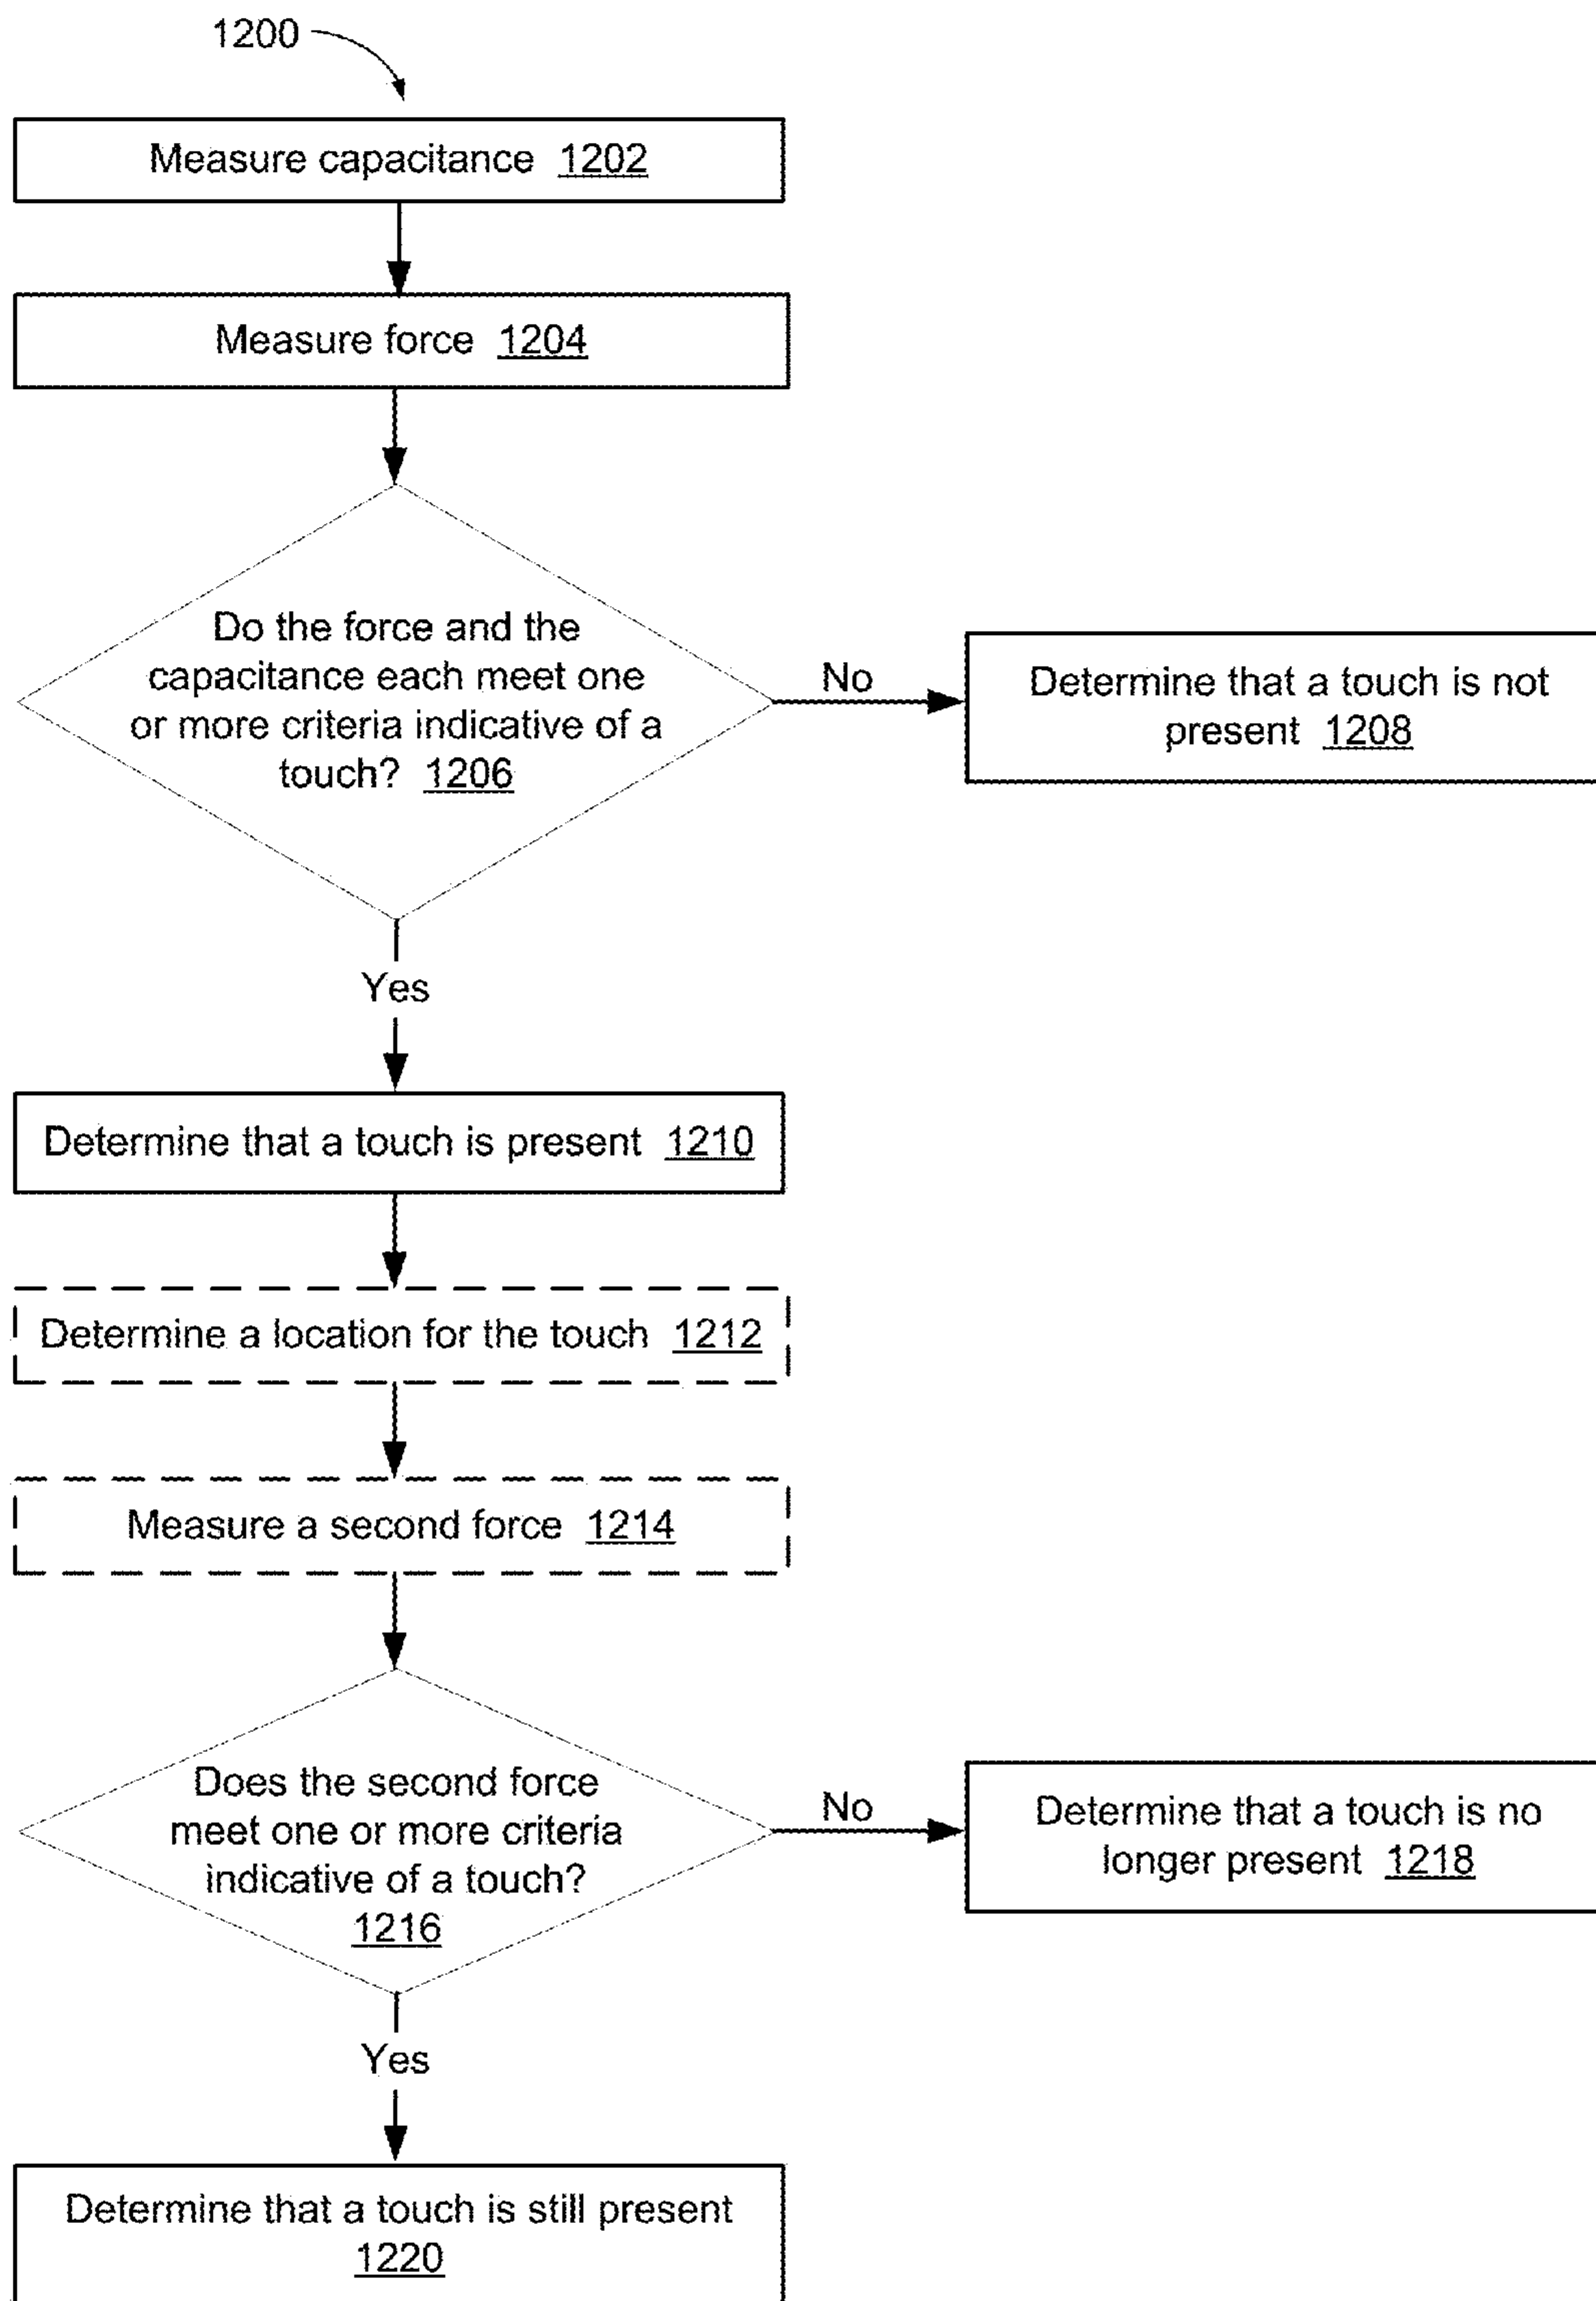 1200
Measure capacitance 1202
Measure force 1204
Do the force and the
capacitance each meet one
or more criteria indicative of a
touch? 1206
No
Determine that a touch is not
present 1208
Yes
Determine that a touch is present 1210
Determine a location for the touch 1212
Measure a second force 1214
Does the second force
meet one or more criteria
indicative of a touch?
1216
No
Determine that a touch is no
longer present 1218
Yes
Determine that a touch is still present
1220